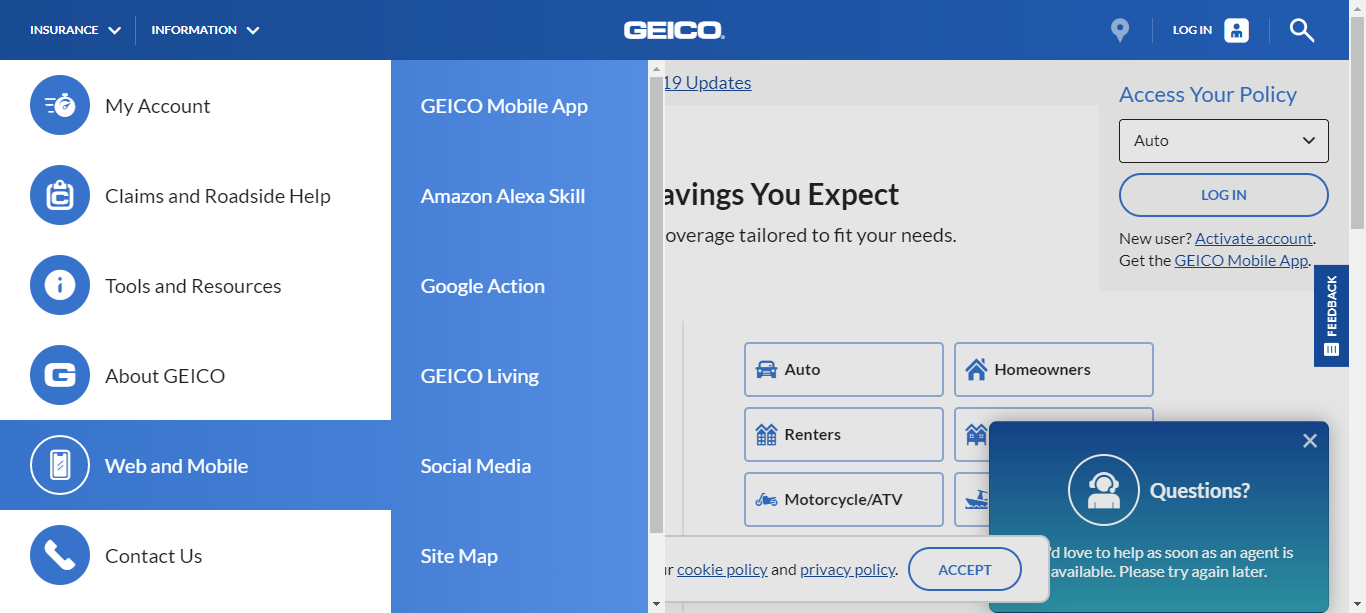 INSURANCE
INFORMATION
GEICO
LOG IN
My Account
Claims and Roadside Help
Tools and Resources
About GEICO
Web and Mobile
Contact Us
GEICO Mobile App
Amazon Alexa Skill
Google Action
GEICO Living
Social Media
Site Map
19 Updates
avings You Expect
overage tailored to fit your needs.
Access Your Policy
Auto
LOG IN
New user? Activate account.
Get the GEICO Mobile App.
FEEDBACK
Auto
Homeowners
Renters
Motorcycle/ATV
Questions?
'd love to help as soon as an agent is
available. Please try again later.
r cookie policy and privacy policy.
ACCEPT